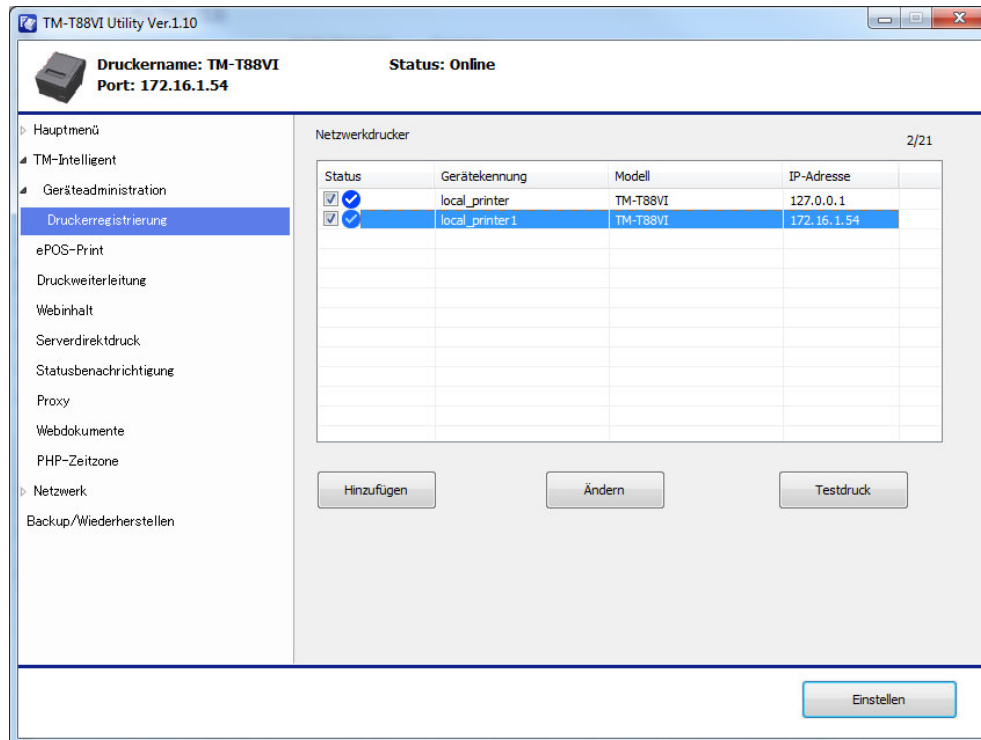 TM-T88VI Utility Ver.1.10
Druckername: TM-T88VI Status: Online
Port: 172.16.1.54
Hauptmenü
TM-Intelligent
Geräteadministration
Druckerregistrierung
ePOS-Print
Druckweiterleitung
Webinhalt
Serverdirektdruck
Statusbenachrichtigung
Proxy
Webdokumente
PHP-Zeitzone
Netzwerk
Backup/Wiederherstellen
Netzwerkdrucker 2/21
Status Gerätekennung Modell IP-Adresse
local_printer TM-T88VI 127.0.0.1
local_printer1 TM-T88VI 172.16.1.54
Hinzufügen Ändern Testdruck
Einstellen